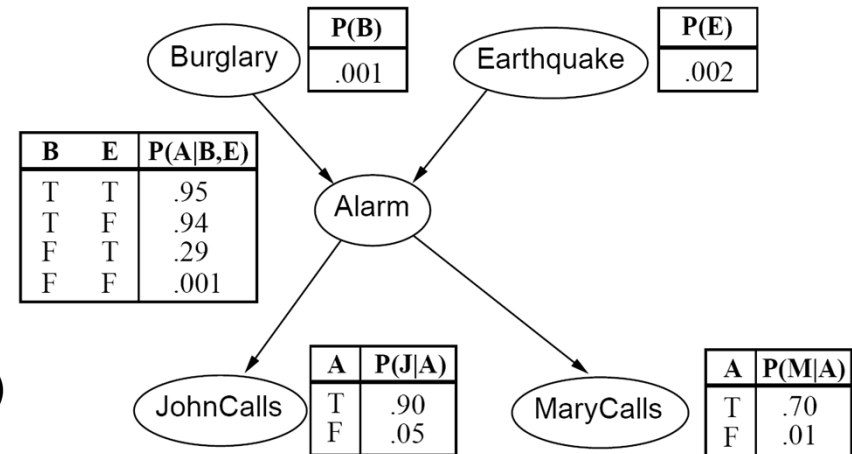 Burglary
P(B)
.001
Earthquake
P(E)
.002
B E P(A|B,E)
T T .95
T F .94
F T .29
F F .001
Alarm
)
JohnCalls
A P(J|A)
T .90
F .05
MaryCalls
A P(M|A)
T .70
F .01